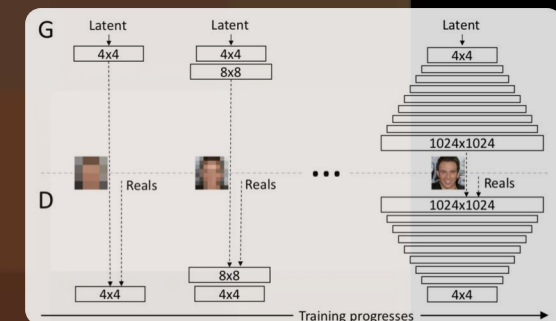 G
Latent Latent Latent
4x4 4x4 4x4
8x8
1024x1024
Reals Reals Reals
D
1024x1024
8x8
4x4 4x4 4x4
Training progresses